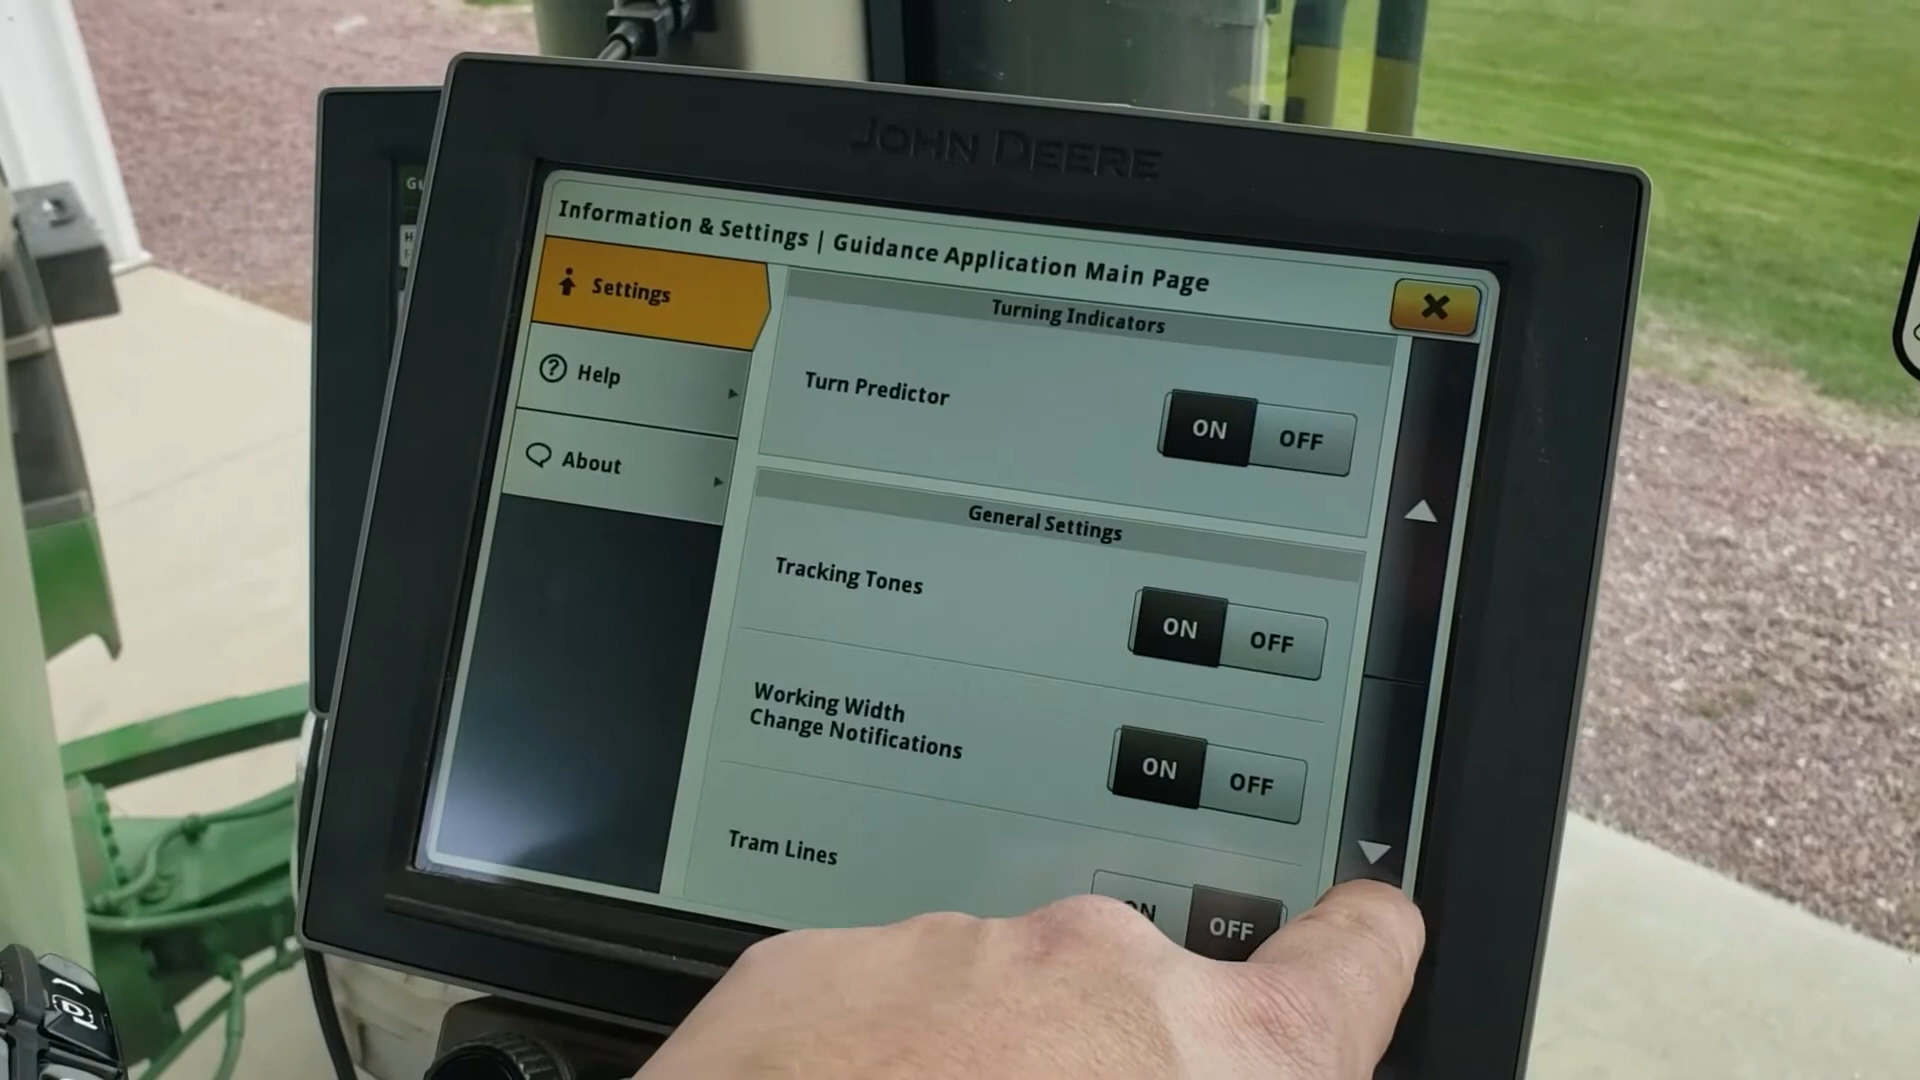 JOHN DEERE
Information & Settings | Guidance Application Main Page
Settings
Help
About
Turning Indicators
Turn Predictor
ON OFF
General Settings
Tracking Tones
ON OFF
Working Width
Change Notifications
ON OFF
Tram Lines
ON OFF